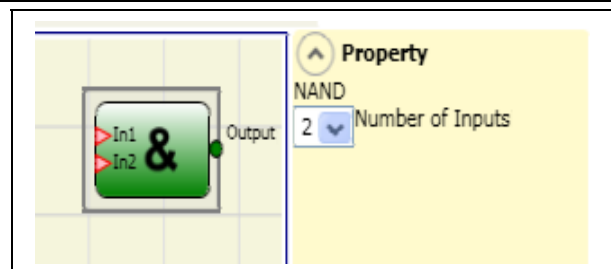 Property
NAND
2 Number of Inputs
In1
In2
&
Output